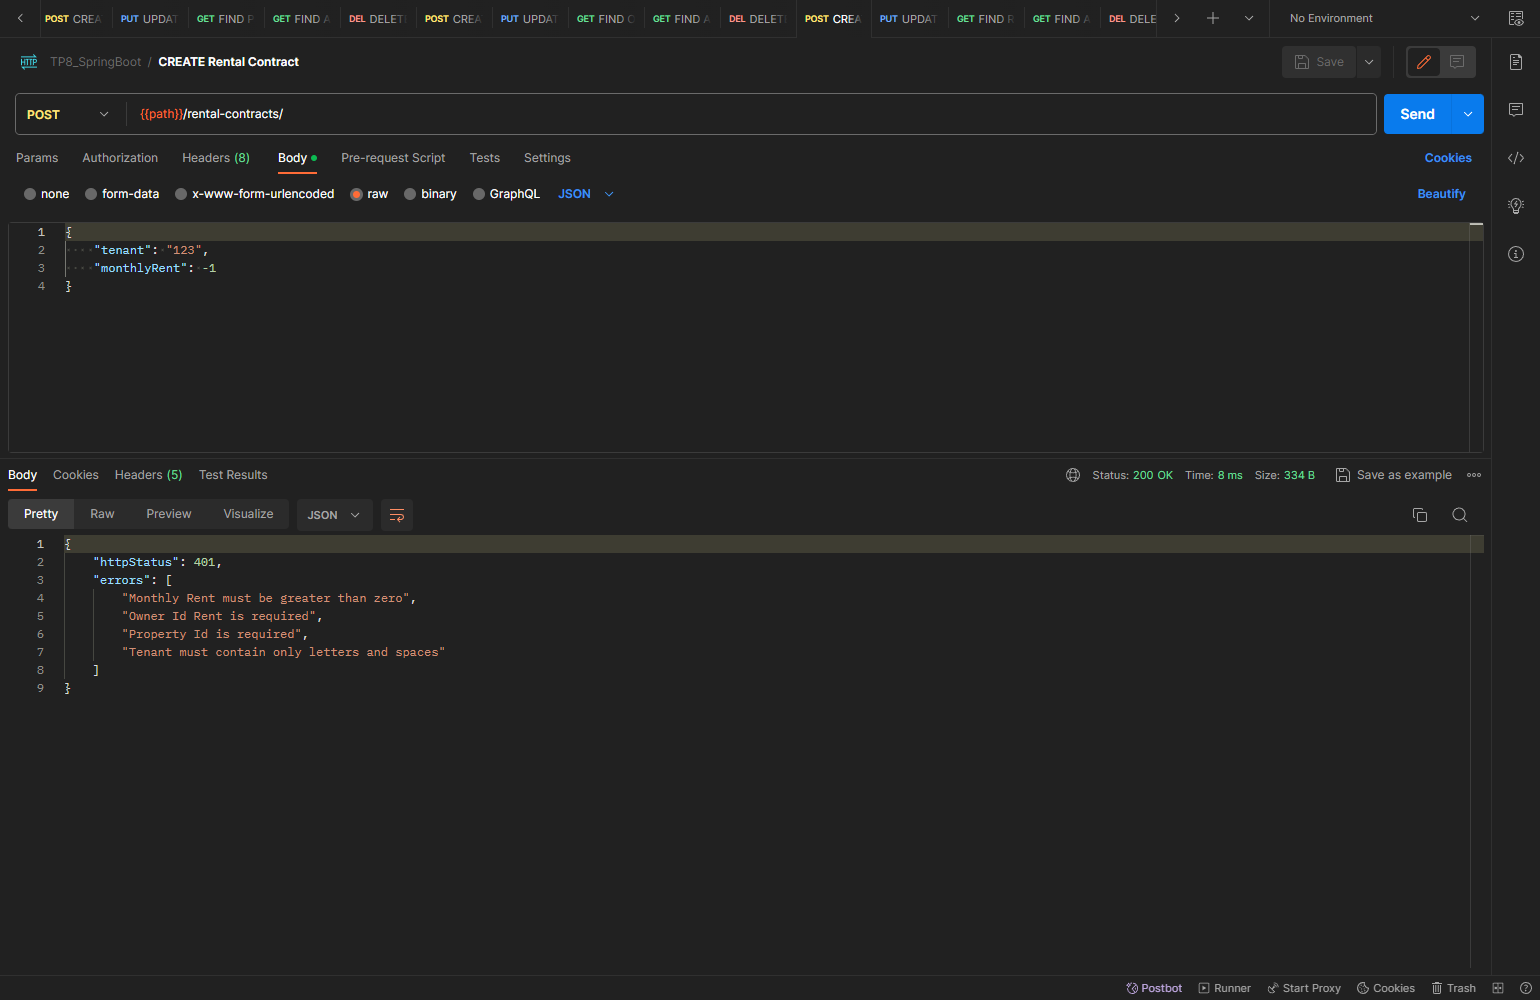 POST CREA PUT UPDAT GET FIND P GET FIND A DEL DELET POST CREA PUT UPDAT GET FIND O GET FIND A DEL DELET POST CREA PUT UPDAT GET FIND R GET FIND A DEL DELE No Environment
HTTP TP8_SpringBoot / CREATE Rental Contract Save
POST {{path}}/rental-contracts/ Send
Params Authorization Headers (8) Body Pre-request Script Tests Settings Cookies
none form-data x-www-form-urlencoded raw binary GraphQL JSON Beautify
1 {
2 "tenant": "123",
3 "monthlyRent": -1
4 }
Body Cookies Headers (5) Test Results Status: 200 OK Time: 8 ms Size: 334 B Save as example
Pretty Raw Preview Visualize JSON
1 {
2 "httpStatus": 401,
3 "errors": [
4 "Monthly Rent must be greater than zero",
5 "Owner Id Rent is required",
6 "Property Id is required",
7 "Tenant must contain only letters and spaces"
8 ]
9 }
Postbot Runner Start Proxy Cookies Trash